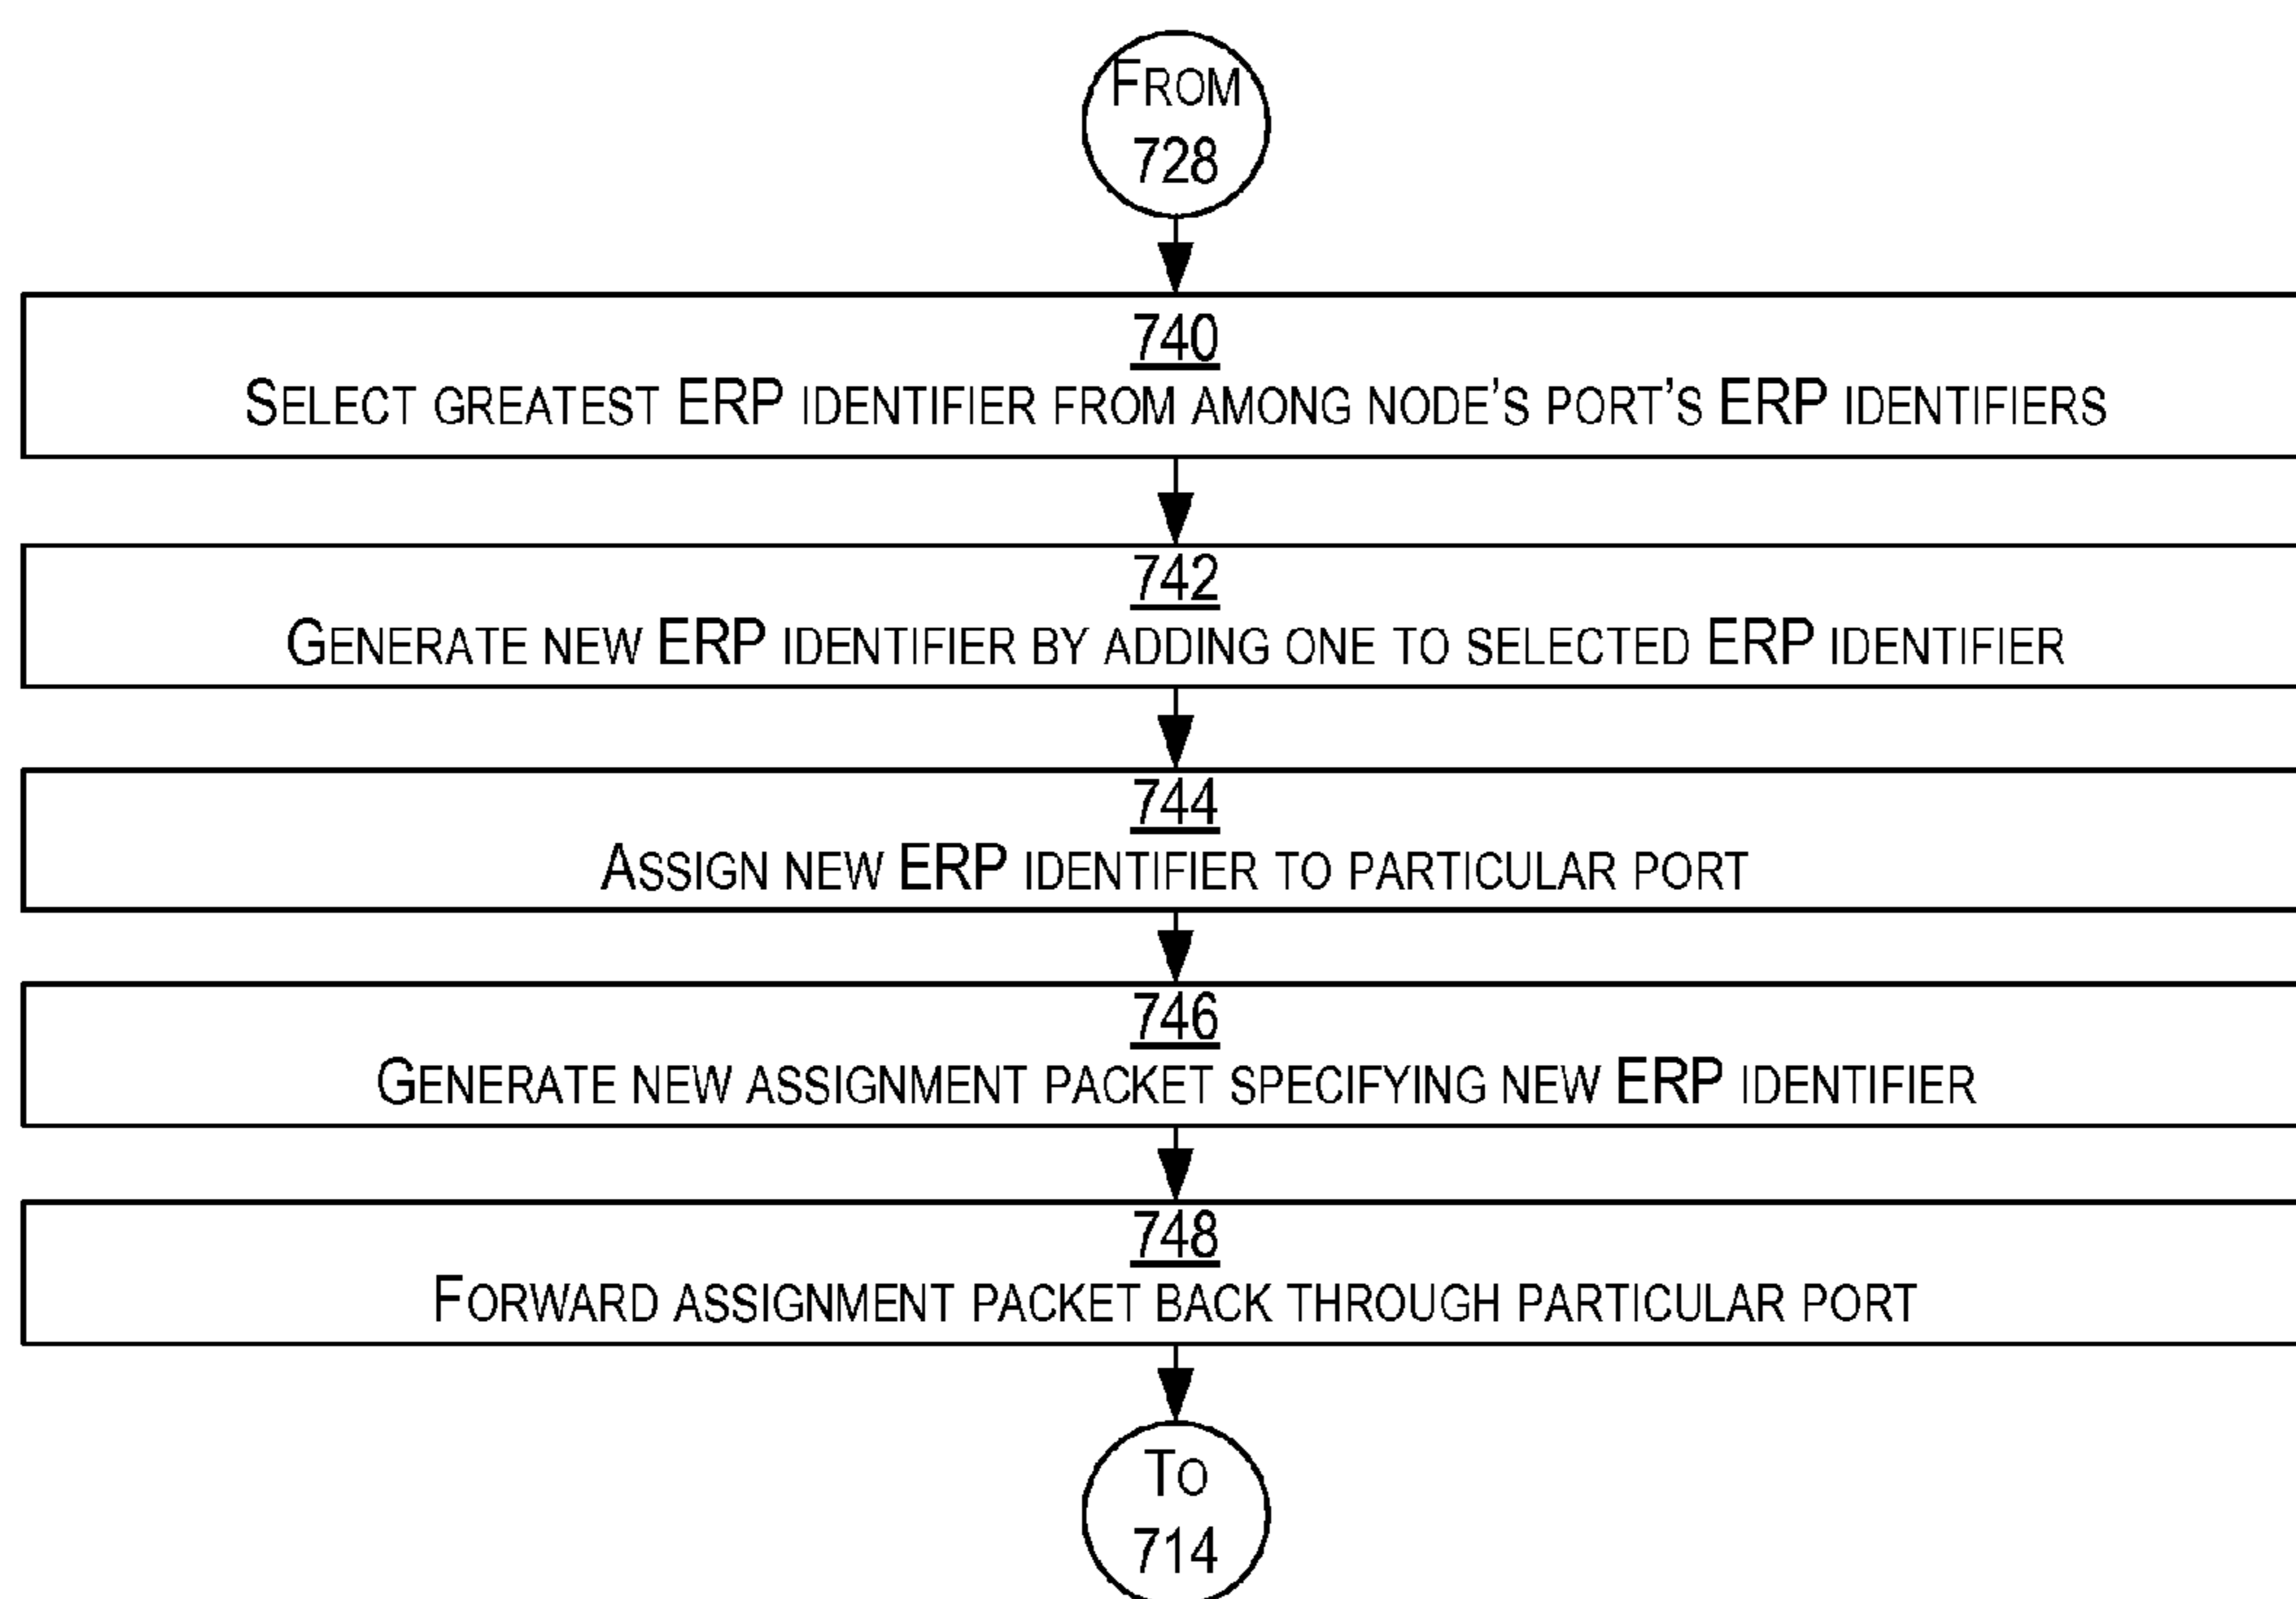 FROM
728
740
SELECT GREATEST ERP IDENTIFIER FROM AMONG NODE'S PORT'S ERP IDENTIFIERS
742
GENERATE NEW ERP IDENTIFIER BY ADDING ONE TO SELECTED ERP IDENTIFIER
744
ASSIGN NEW ERP IDENTIFIER TO PARTICULAR PORT
746
GENERATE NEW ASSIGNMENT PACKET SPECIFYING NEW ERP IDENTIFIER
748
FORWARD ASSIGNMENT PACKET BACK THROUGH PARTICULAR PORT
TO
714